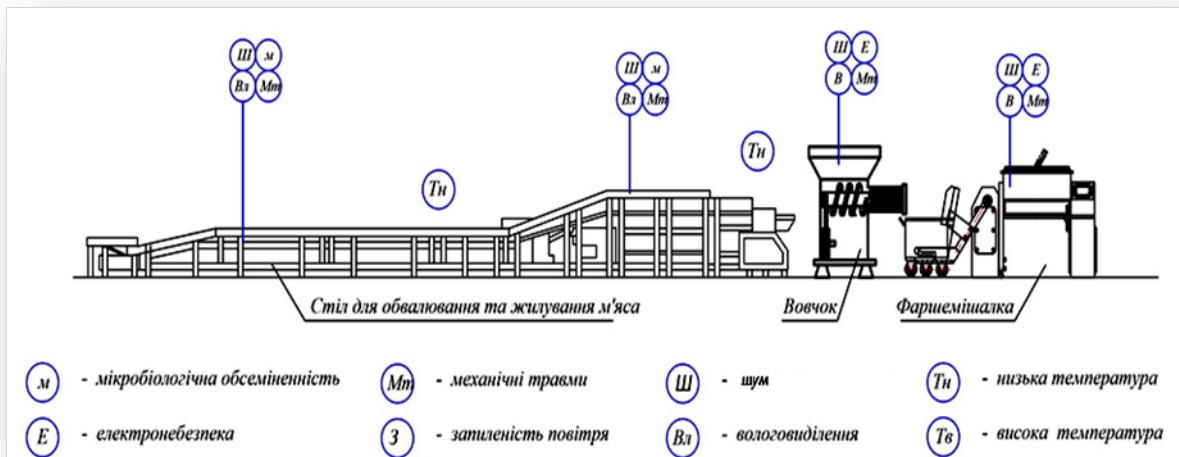 Ш Е
Ш м
Ш м
Ш Е
В Мт
Вл Мт
Вл Мт
В Мт
Тн
Тн
Стіл для обвалювання та жилування м'яса
Вовчок
Фаршемішалка
м - мікробіологічна обсеміненність
Мт - механічні травми
Ш - шум
Тн - низька температура
Е - електронебезпека
З - запиленість повітря
Вл - вологовиділення
Тв - висока температура